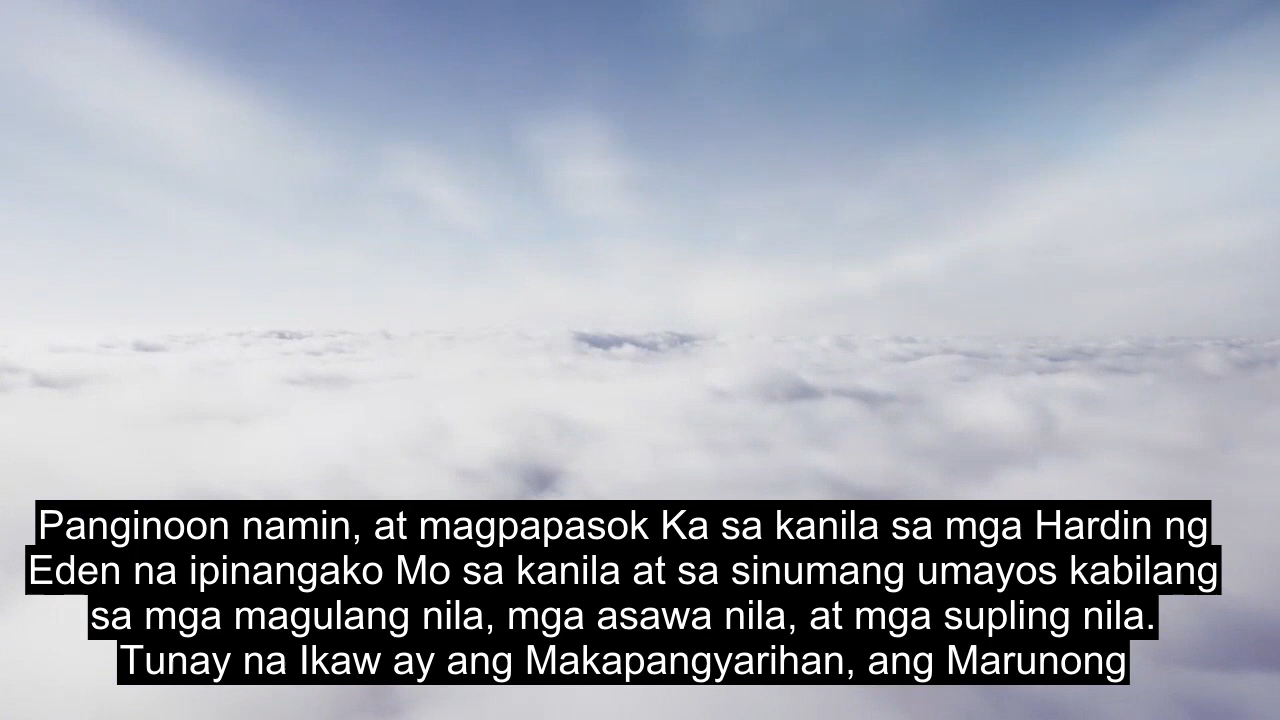 Panginoon namin, at magpapasok Ka sa kanila sa mga Hardin ng
Eden na ipinangako Mo sa kanila at sa sinumang umayos kabilang
sa mga magulang nila, mga asawa nila, at mga supling nila.
Tunay na Ikaw ay ang Makapangyarihan, ang Marunong